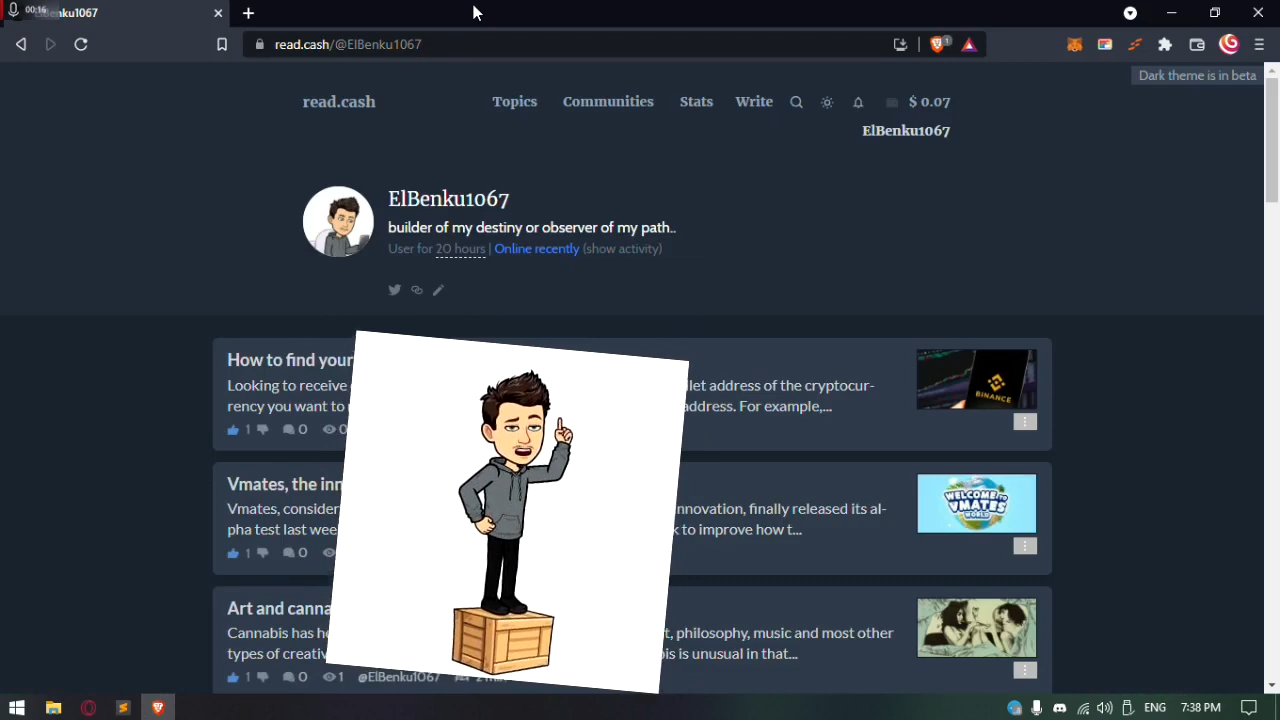 00:16
nku1067
read.cash/@ElBenku1067
1
Dark theme is in beta
read.cash
Topics
Communities
Stats
Write
$ 0.07
ElBenku1067
ElBenku1067
builder of my destiny or observer of my path..
User for 20 hours | Online recently (show activity)
How to find your
Looking to receive
llet address of the cryptocur-
rency you want to
address. For example,...
1
0
0
BINANCE
Vmates, the inn
Vmates, consider
innovation, finally released its al-
pha test last wee
k to improve how t...
1
0
WELCOME TO
VMATES
WORLD
Art and canna
Cannabis has he
t, philosophy, music and most other
types of creativ
bis is unusual in that...
1
0
1
@ElBenku1067
ENG
7:38 PM